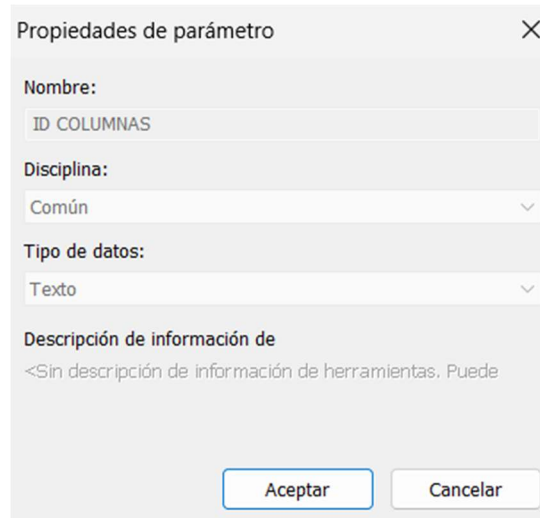 Propiedades de parámetro
Nombre:
ID COLUMNAS
Disciplina:
Común
Tipo de datos:
Texto
Descripción de información de
<Sin descripción de información de herramientas. Puede
Aceptar Cancelar